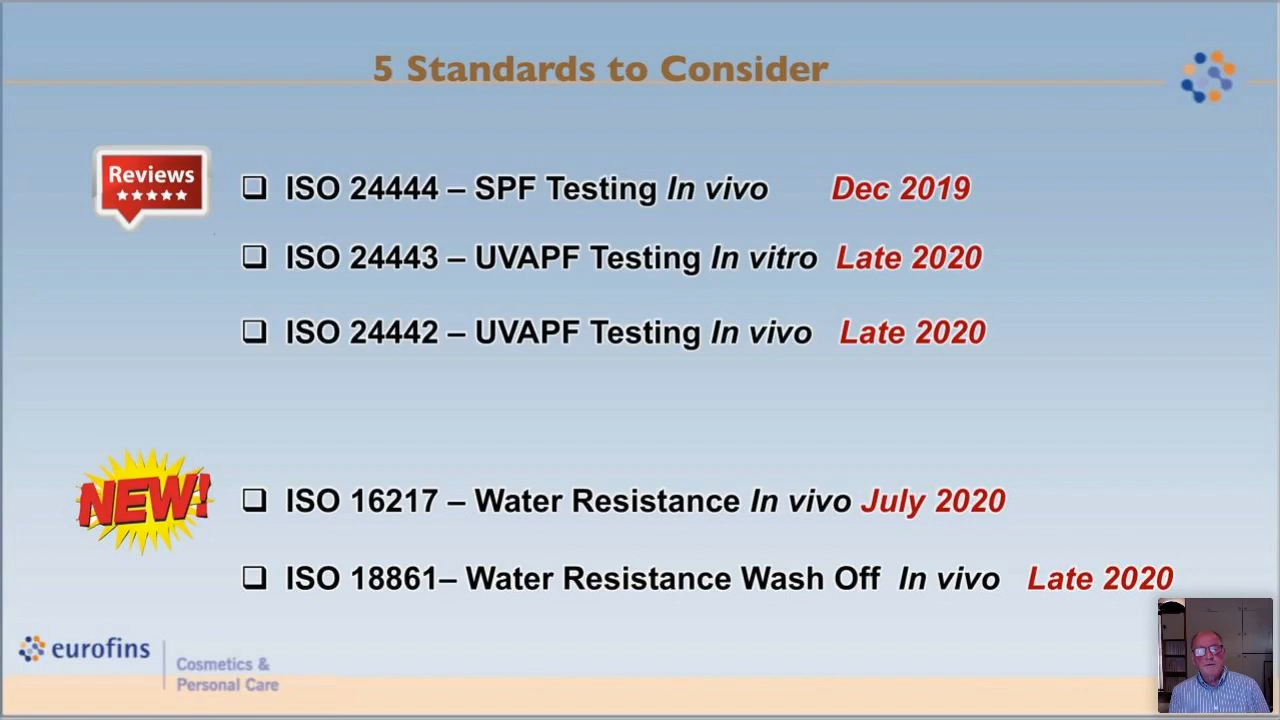 5 Standards to Consider
Reviews
❑ ISO 24444 – SPF Testing In vivo Dec 2019
❑ ISO 24443 – UVAPF Testing In vitro Late 2020
❑ ISO 24442 – UVAPF Testing In vivo Late 2020
NEW!
❑ ISO 16217 – Water Resistance In vivo July 2020
❑ ISO 18861– Water Resistance Wash Off In vivo Late 2020
eurofins
Cosmetics &
Personal Care